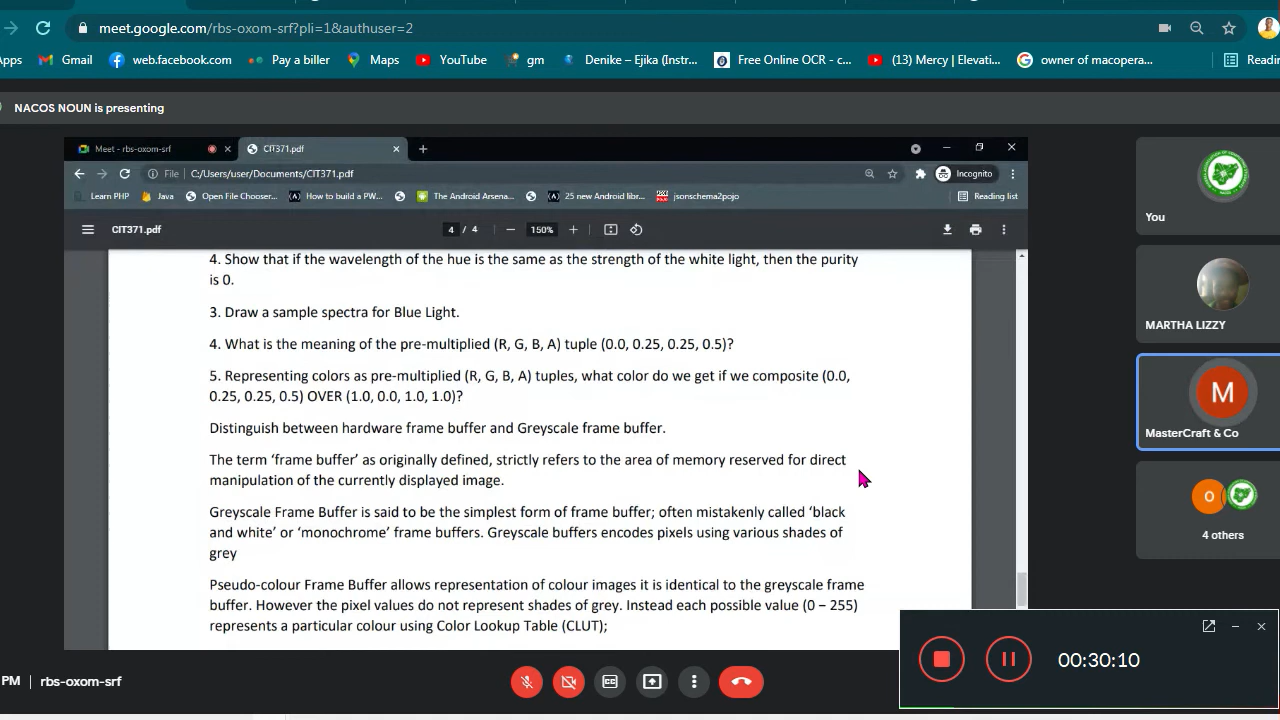 meet.google.com/rbs-oxom-srf?pli=1&authuser=2
Apps Gmail web.facebook.com Pay a biller Maps YouTube gm Denike – Ejika (Instr... Free Online OCR - c... (13) Mercy | Elevati... owner of macopera...
NACOS NOUN is presenting
Meet - rbs-oxom-srf CIT371.pdf
File C:/Users/user/Documents/CIT371.pdf Incognito
Learn PHP Java Open File Chooser... How to build a PW... The Android Arsena... 25 new Android libr... jsonschema2pojo Reading list
CIT371.pdf 4 / 4 150%
4. Show that if the wavelength of the hue is the same as the strength of the white light, then the purity
is 0.
3. Draw a sample spectra for Blue Light.
4. What is the meaning of the pre-multiplied (R, G, B, A) tuple (0.0, 0.25, 0.25, 0.5)?
5. Representing colors as pre-multiplied (R, G, B, A) tuples, what color do we get if we composite (0.0,
0.25, 0.25, 0.5) OVER (1.0, 0.0, 1.0, 1.0)?
Distinguish between hardware frame buffer and Greyscale frame buffer.
The term ‘frame buffer’ as originally defined, strictly refers to the area of memory reserved for direct
manipulation of the currently displayed image.
Greyscale Frame Buffer is said to be the simplest form of frame buffer; often mistakenly called ‘black
and white’ or ‘monochrome’ frame buffers. Greyscale buffers encodes pixels using various shades of
grey
Pseudo-colour Frame Buffer allows representation of colour images it is identical to the greyscale frame
buffer. However the pixel values do not represent shades of grey. Instead each possible value (0 – 255)
represents a particular colour using Color Lookup Table (CLUT);
You
MARTHA LIZZY
M
MasterCraft & Co
O
4 others
00:30:10
PM rbs-oxom-srf